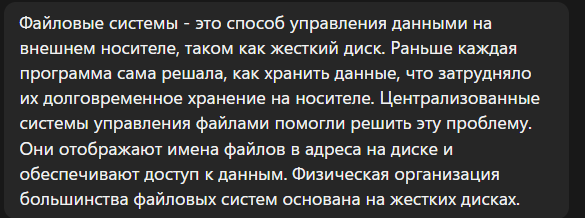 Файловые системы - это способ управления данными на
внешнем носителе, таком как жесткий диск. Раньше каждая
программа сама решала, как хранить данные, что затрудняло
их долговременное хранение на носителе. Централизованные
системы управления файлами помогли решить эту проблему.
Они отображают имена файлов в адреса на диске и
обеспечивают доступ к данным. Физическая организация
большинства файловых систем основана на жестких дисках.